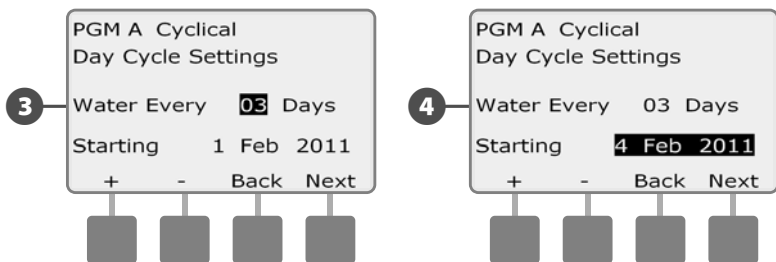 PGM A Cyclical
Day Cycle Settings
3
Water Every 03 Days
Starting 1 Feb 2011
+ - Back Next
PGM A Cyclical
Day Cycle Settings
4
Water Every 03 Days
Starting 4 Feb 2011
+ - Back Next